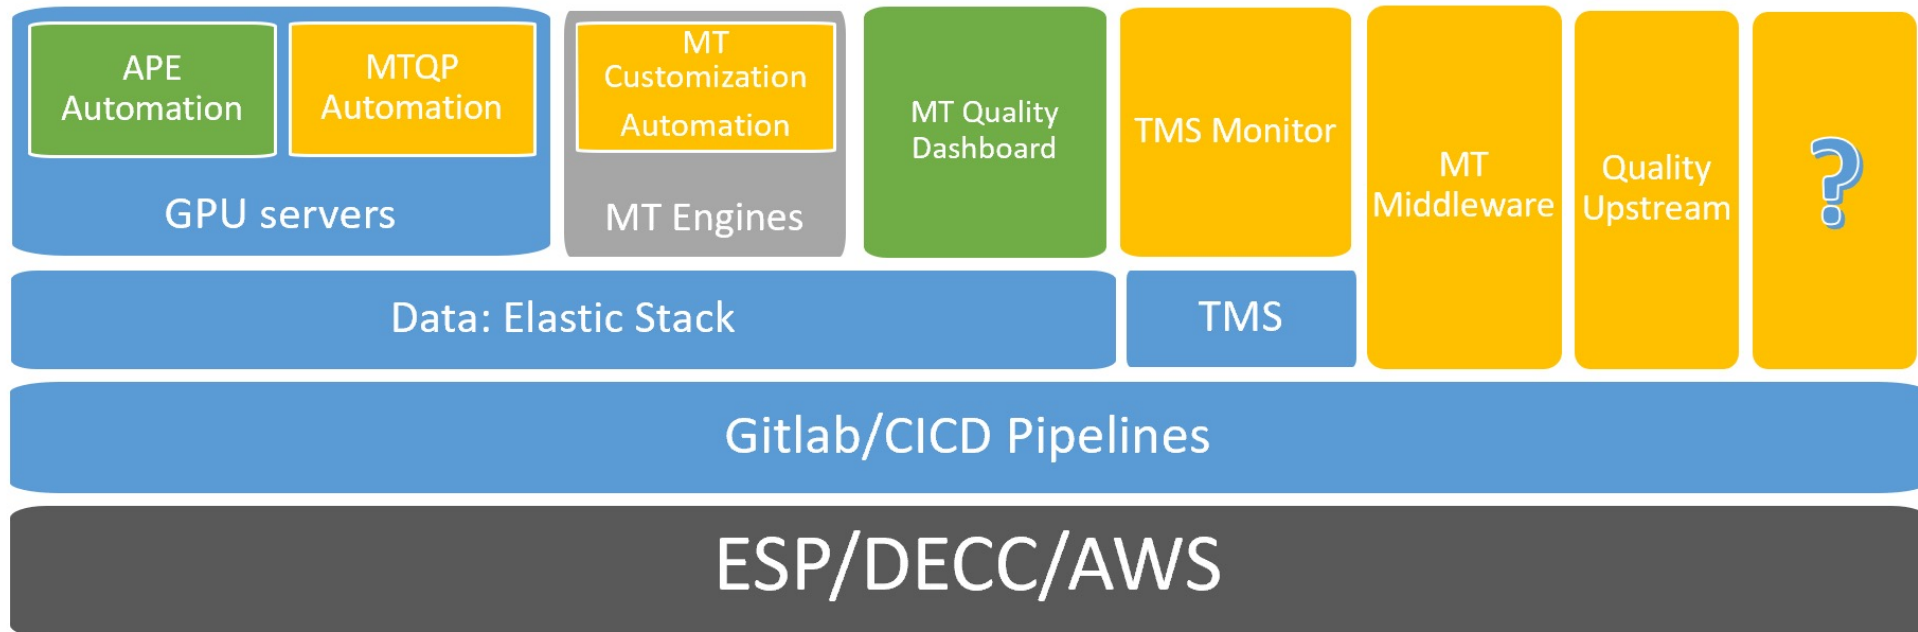 APE
Automation
MTQP
Automation
GPU servers
MT
Customization
Automation
MT Engines
MT Quality
Dashboard
TMS Monitor
MT
Middleware
Quality
Upstream
?
Data: Elastic Stack
TMS
Gitlab/CICD Pipelines
ESP/DECC/AWS